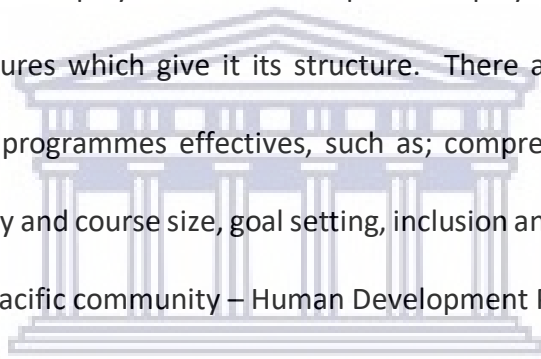 ures which give it its structure. There a
programmes effectives, such as; compre
y and course size, goal setting, inclusion an
acific community – Human Development